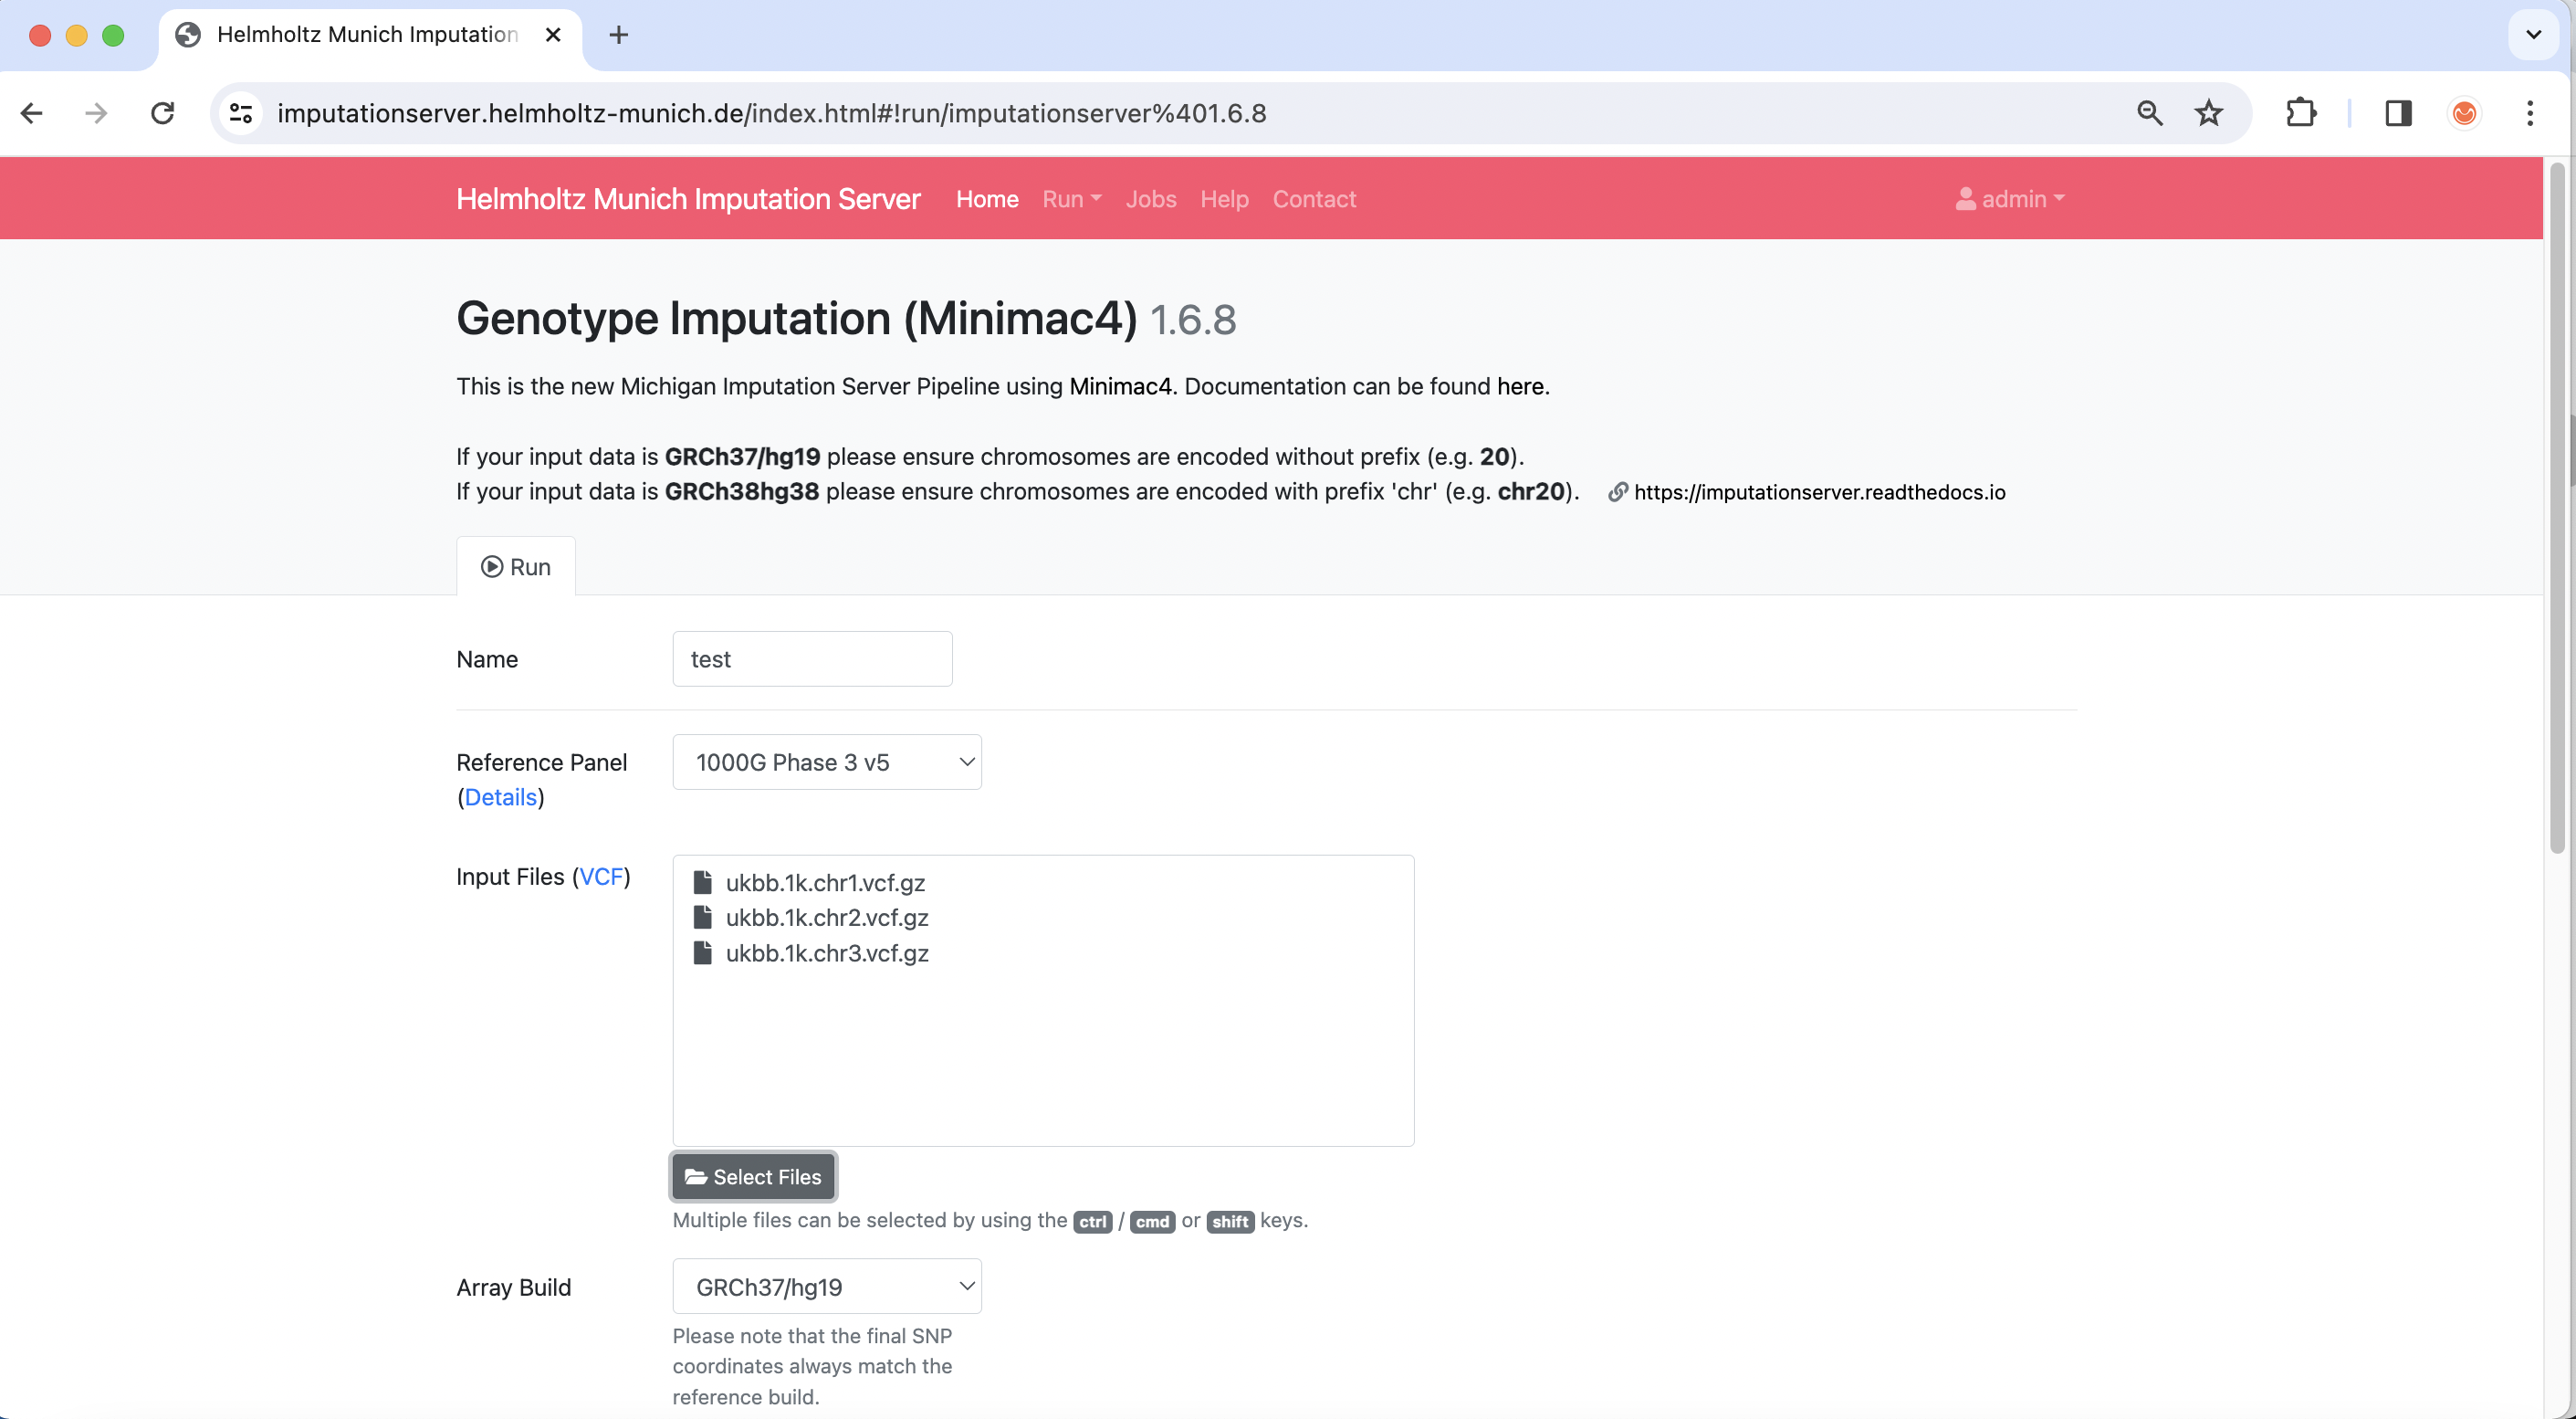 Helmholtz Munich Imputation
imputationserver.helmholtz-munich.de/index.html#!run/imputationserver%401.6.8
Helmholtz Munich Imputation Server Home Run Jobs Help Contact admin
Genotype Imputation (Minimac4) 1.6.8
This is the new Michigan Imputation Server Pipeline using Minimac4. Documentation can be found here.
If your input data is GRCh37/hg19 please ensure chromosomes are encoded without prefix (e.g. 20).
If your input data is GRCh38hg38 please ensure chromosomes are encoded with prefix 'chr' (e.g. chr20). https://imputationserver.readthedocs.io
Run
Name test
Reference Panel 1000G Phase 3 v5
(Details)
Input Files (VCF) ukbb.1k.chr1.vcf.gz
ukbb.1k.chr2.vcf.gz
ukbb.1k.chr3.vcf.gz
Select Files
Multiple files can be selected by using the ctrl / cmd or shift keys.
Array Build GRCh37/hg19
Please note that the final SNP
coordinates always match the
reference build.